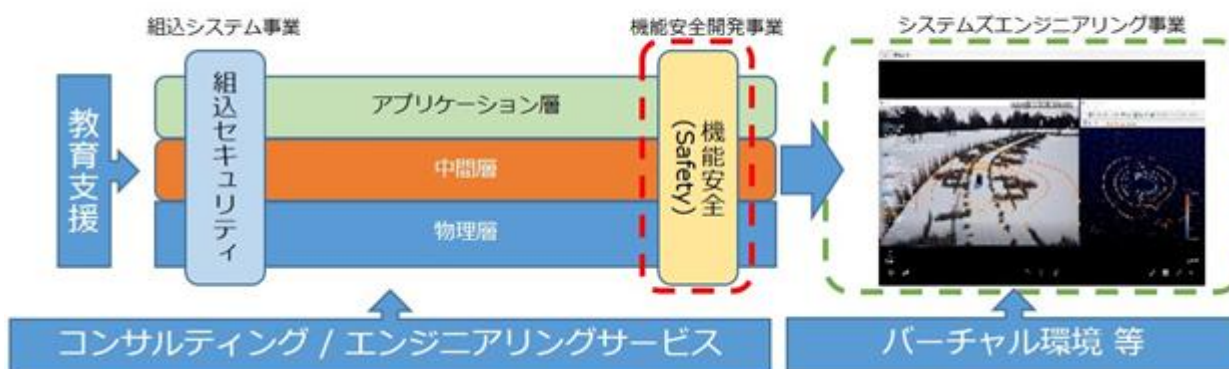 組込システム事業
機能安全開発事業
システムズエンジニアリング事業
教育支援
組込セキュリティ
アプリケーション層
中間層
物理層
機能安全
(Safety)
コンサルティング / エンジニアリングサービス
バーチャル環境 等